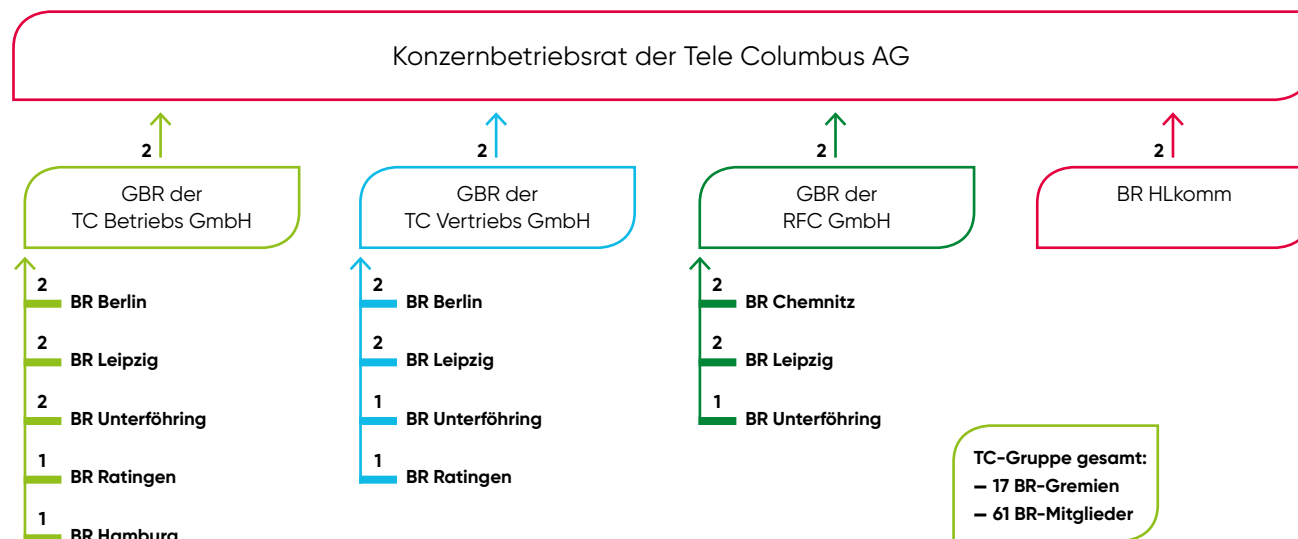 Konzernbetriebsrat der Tele Columbus AG
2
2
2
2
GBR der
TC Betriebs GmbH
GBR der
TC Vertriebs GmbH
GBR der
RFC GmbH
BR HLkomm
2
BR Berlin
2
BR Leipzig
2
BR Unterföhring
1
BR Ratingen
1
BR Hamburg
2
BR Berlin
2
BR Leipzig
1
BR Unterföhring
1
BR Ratingen
2
BR Chemnitz
2
BR Leipzig
1
BR Unterföhring
TC-Gruppe gesamt:
– 17 BR-Gremien
– 61 BR-Mitglieder